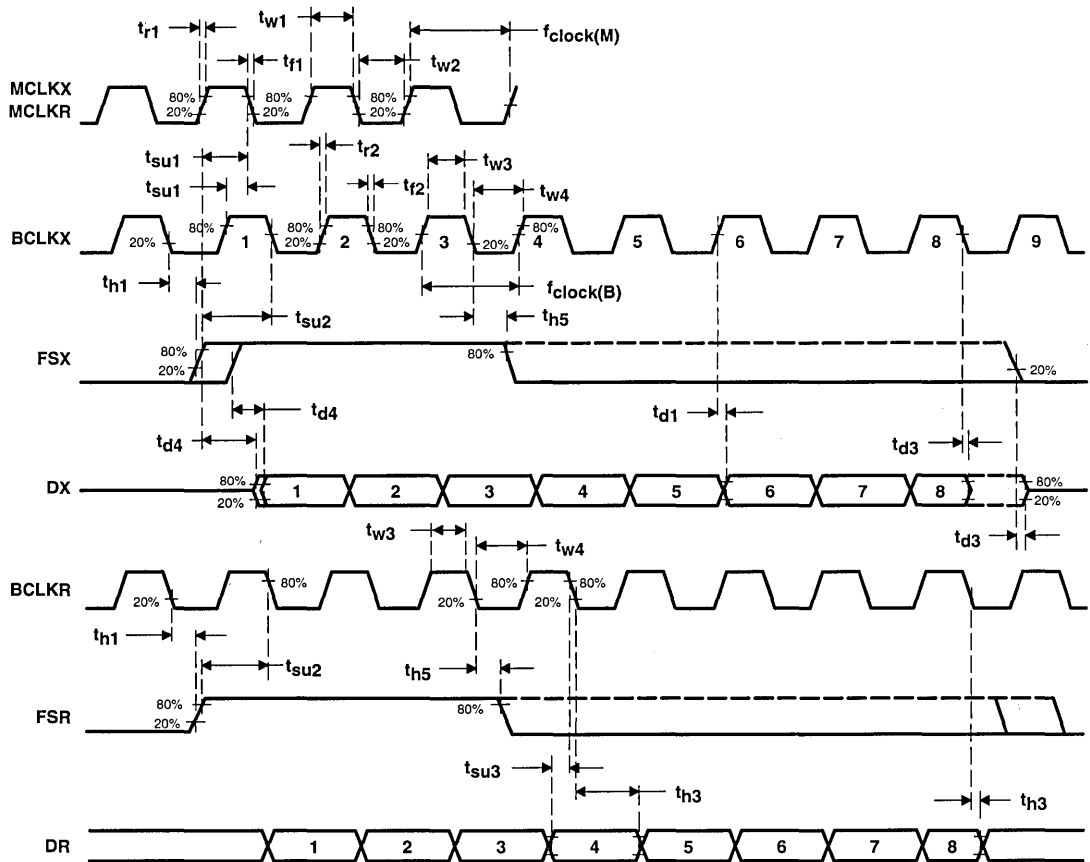 tr1 tw1 fclock(M)
tf1 tw2
MCLKX 80% 80% 80%
MCLKR 20% 20% 20%
tsu1 tr2 tw3
tsu1 tf2 tw4
80% 80% 80% 80%
BCLKX 20% 1 20% 2 20% 3 20% 4 5 6 7 8 9
th1 fclock(B)
tsu2 th5
FSX 80% 80%
20% 20%
td4 td1
td4 td3
DX 80% 1 2 3 4 5 6 7 8 80%
20% 20%
tw3 tw4 td3
BCLKR 80% 80% 80%
20% 20% 20%
th1 tsu2 th5
FSR 80% 80%
20%
tsu3 th3 th3
DR 1 2 3 4 5 6 7 8